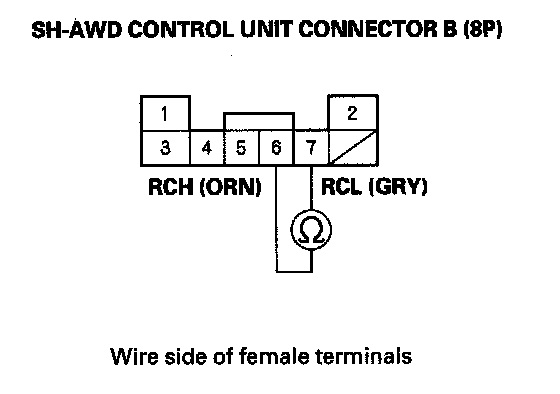 SH-AWD CONTROL UNIT CONNECTOR B (8P)
1 2
3 4 5 6 7
RCH (ORN) RCL (GRY)
Ω
Wire side of female terminals